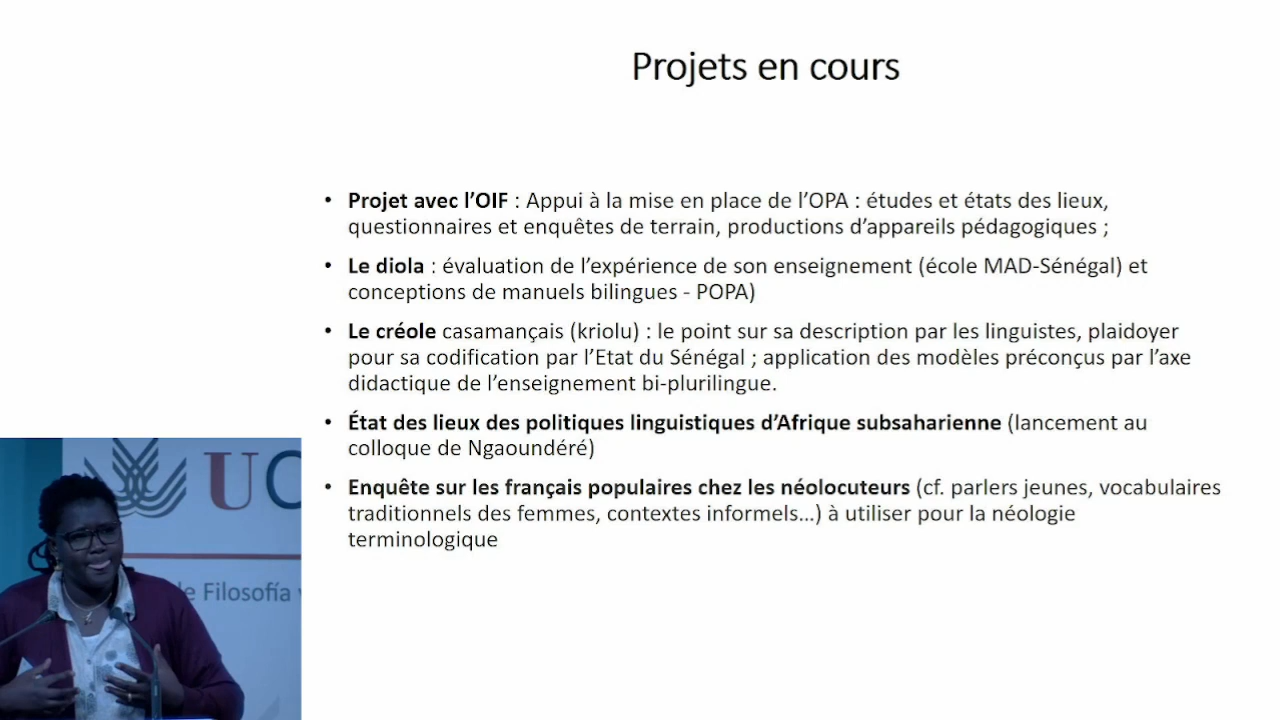 Projets en cours
• Projet avec l’OIF : Appui à la mise en place de l’OPA : études et états des lieux,
questionnaires et enquêtes de terrain, productions d’appareils pédagogiques ;
• Le diola : évaluation de l’expérience de son enseignement (école MAD-Sénégal) et
conceptions de manuels bilingues - POPA)
• Le créole casamançais (kriolu) : le point sur sa description par les linguistes, plaidoyer
pour sa codification par l’Etat du Sénégal ; application des modèles préconçus par l’axe
didactique de l’enseignement bi-plurilingue.
• État des lieux des politiques linguistiques d’Afrique subsaharienne (lancement au
colloque de Ngaoundéré)
• Enquête sur les français populaires chez les néolocuteurs (cf. parlers jeunes, vocabulaires
traditionnels des femmes, contextes informels…) à utiliser pour la néologie
terminologique
UC
de Filosofía